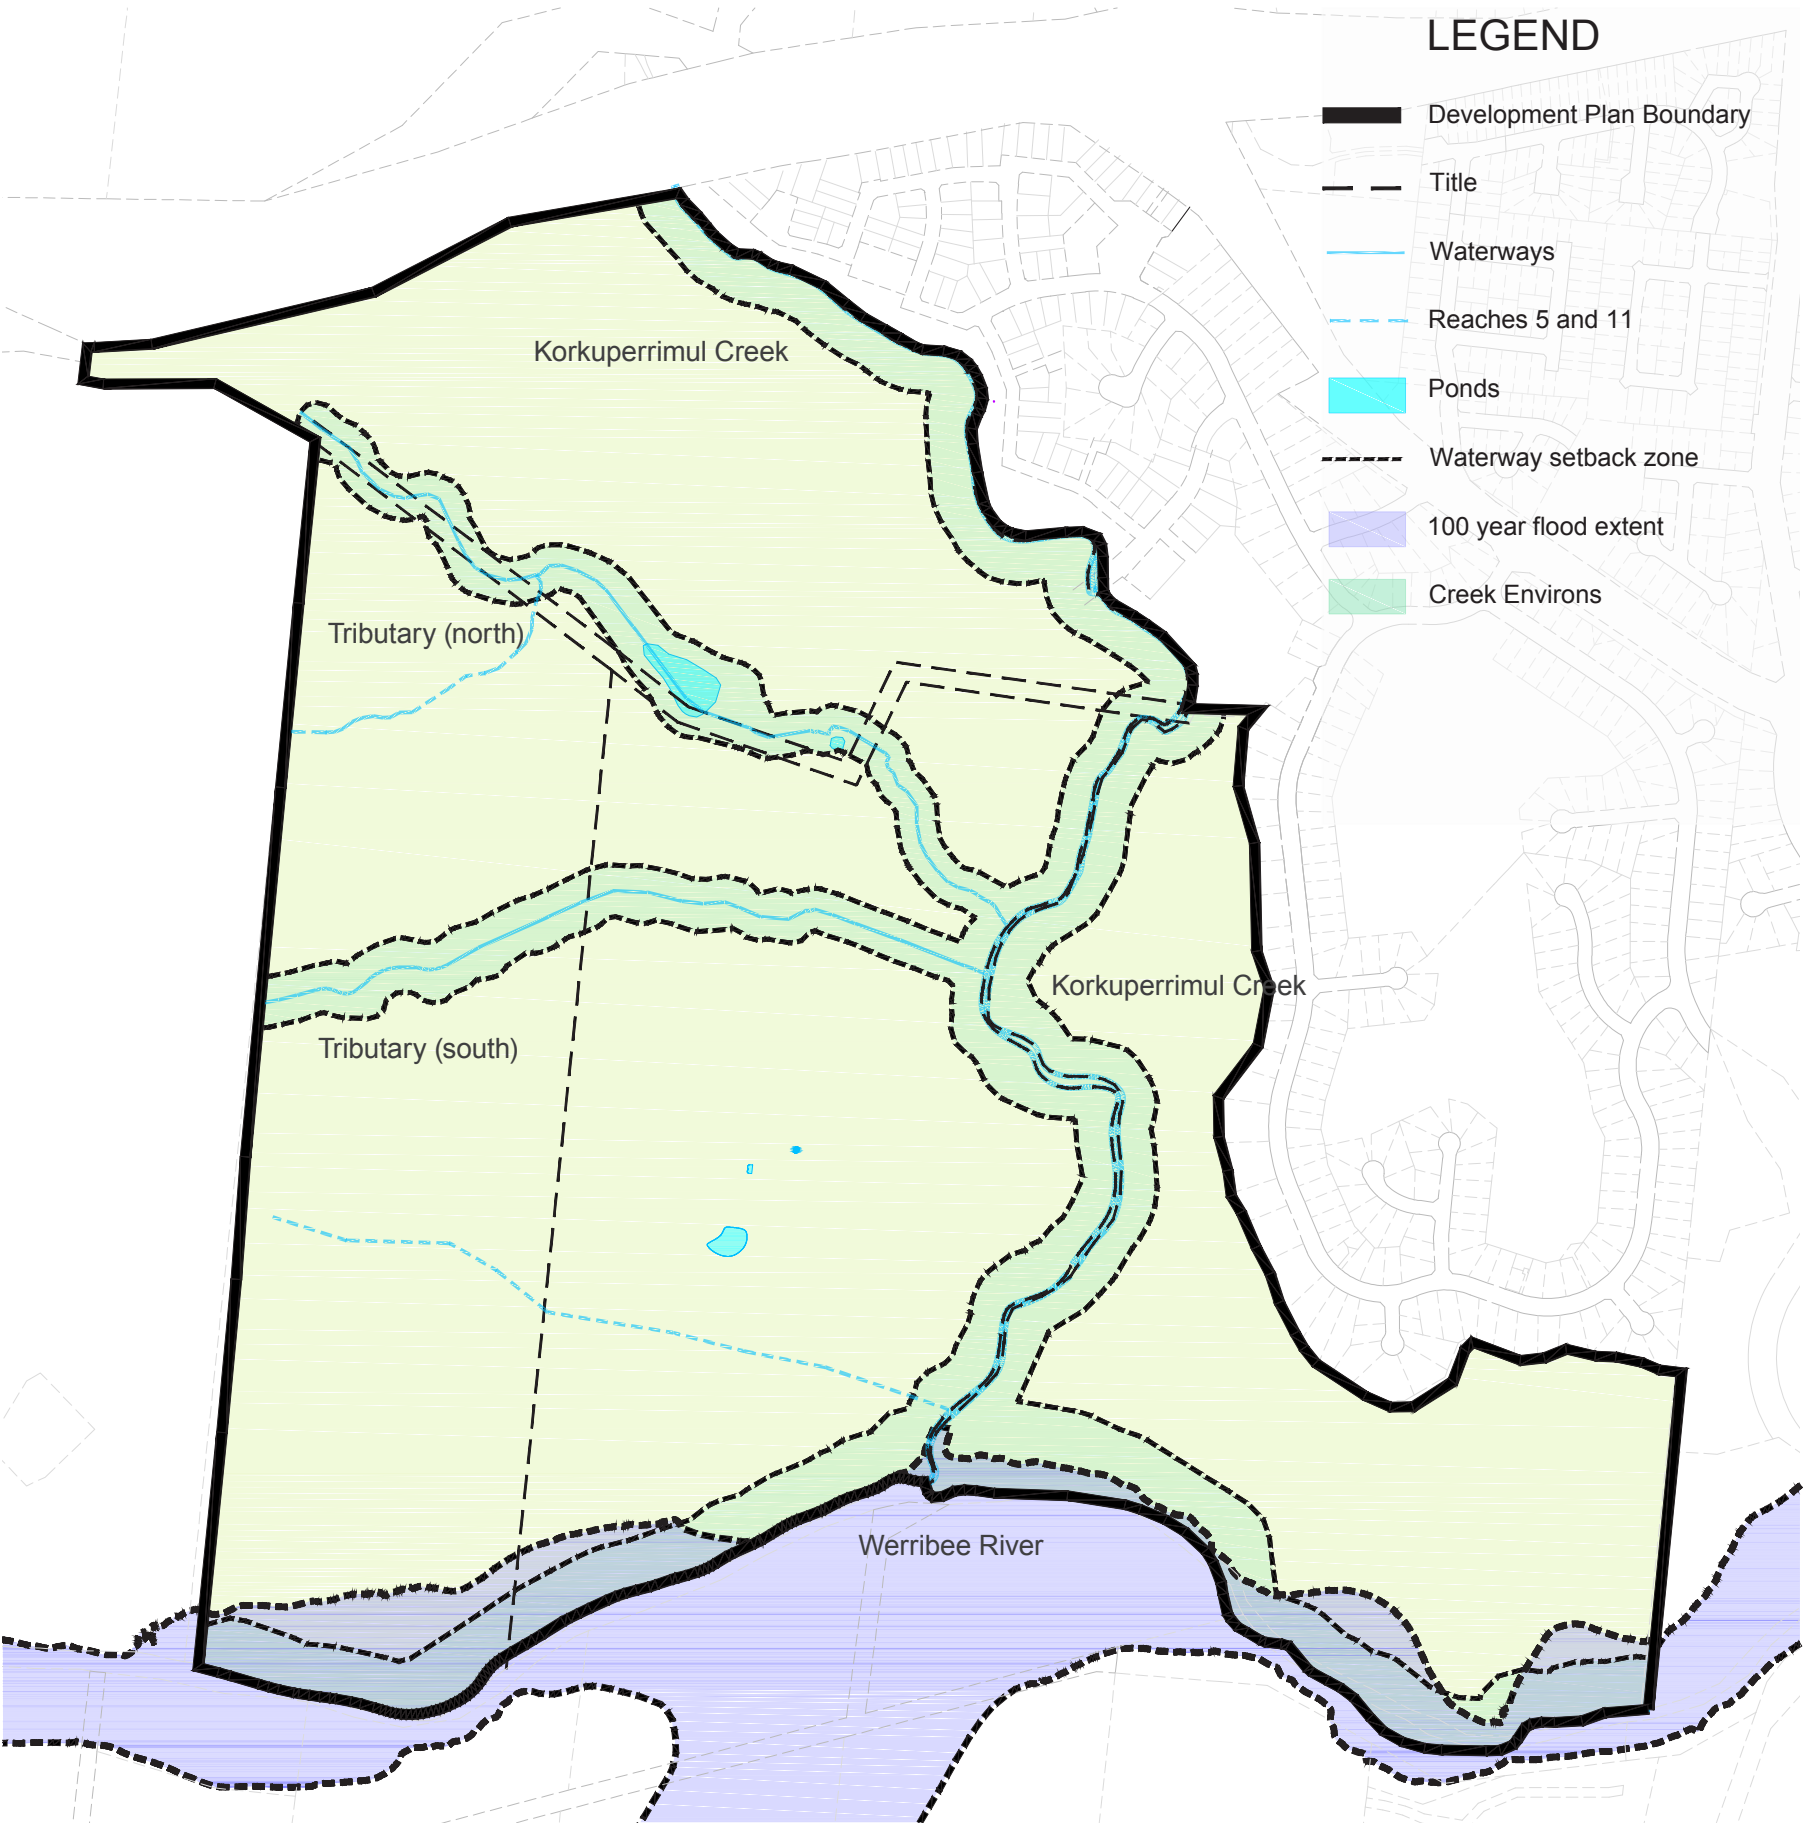 LEGEND
Development Plan Boundary
Title
Waterways
Reaches 5 and 11
Ponds
Waterway setback zone
100 year flood extent
Creek Environs
Korkuperrimul Creek
Tributary (north)
Korkuperrimul Creek
Tributary (south)
Werribee River